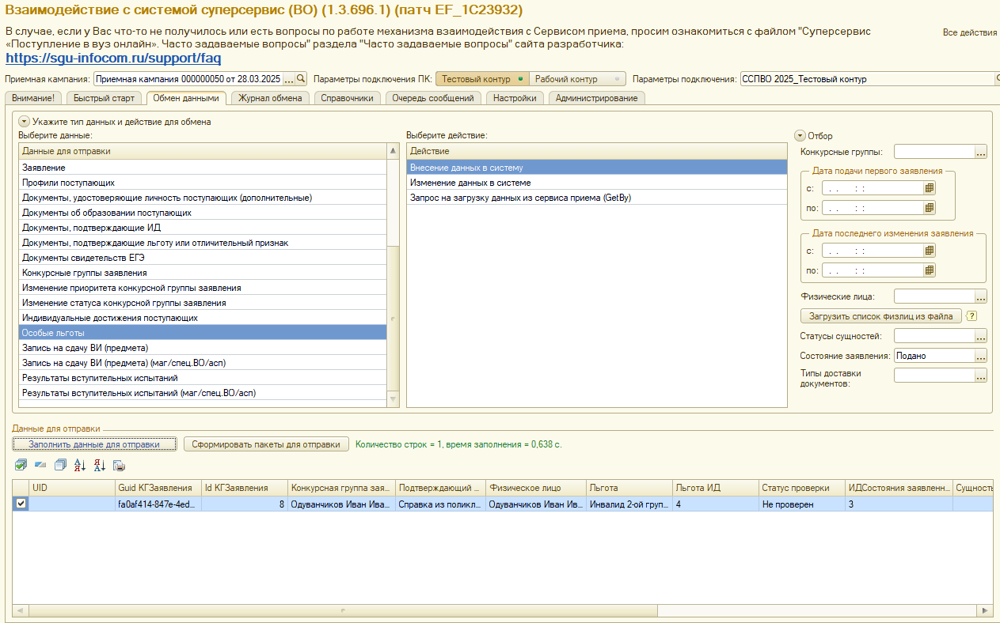 Взаимодействие с системой суперсервис (ВО) (1.3.696.1) (патч EF_1C23932)
В случае, если у Вас что-то не получилось или есть вопросы по работе механизма взаимодействия с Сервисом приема, просим ознакомиться с файлом "Суперсервис
«Поступление в вуз онлайн». Часто задаваемые вопросы" раздела "Часто задаваемые вопросы" сайта разработчика:
Все действия
https://sgu-infocom.ru/support/faq
Приемная кампания: Приемная кампания 000000050 от 28.03.2025 ... Параметры подключения ПК: Тестовый контур Рабочий контур Параметры подключения: ССПВО 2025_Тестовый контур
Внимание! Быстрый старт Обмен данными Журнал обмена Справочники Очередь сообщений Настройки Администрирование
Укажите тип данных и действие для обмена
Выберите данные:
Данные для отправки
Заявление
Профили поступающих
Документы, удостоверяющие личность поступающих (дополнительные)
Документы об образовании поступающих
Документы, подтверждающие ИД
Документы, подтверждающие льготу или отличительный признак
Документы свидетельств ЕГЭ
Конкурсные группы заявления
Изменение приоритета конкурсной группы заявления
Изменение статуса конкурсной группы заявления
Индивидуальные достижения поступающих
Особые льготы
Запись на сдачу ВИ (предмета)
Запись на сдачу ВИ (предмета) (маг/спец.ВО/асп)
Результаты вступительных испытаний
Результаты вступительных испытаний (маг/спец.ВО/асп)
Выберите действие:
Действие
Внесение данных в систему
Изменение данных в системе
Запрос на загрузку данных из сервиса приема (GetBy)
Отбор
Конкурсные группы: ...
Дата подачи первого заявления
с: . . : :
по: . . : :
Дата последнего изменения заявления
с: . . : :
по: . . : :
Физические лица: ...
Загрузить список физлиц из файла ?
Статусы сущностей: ...
Состояние заявления: Подано ...
Типы доставки
документов: ...
Данные для отправки
Заполнить данные для отправки Сформировать пакеты для отправки Количество строк = 1, время заполнения = 0,638 с.
UID Guid КГЗаявления Id КГЗаявления Конкурсная группа зая... Подтверждающий ... Физическое лицо Льгота Льгота ИД Статус проверки ИДСостояния заявленн... Сущность
fa0af414-847e-4ed... 8 Одуванчиков Иван Ива... Справка из поликл... Одуванчиков Иван Ив... Инвалид 2-ой груп... 4 Не проверен 3